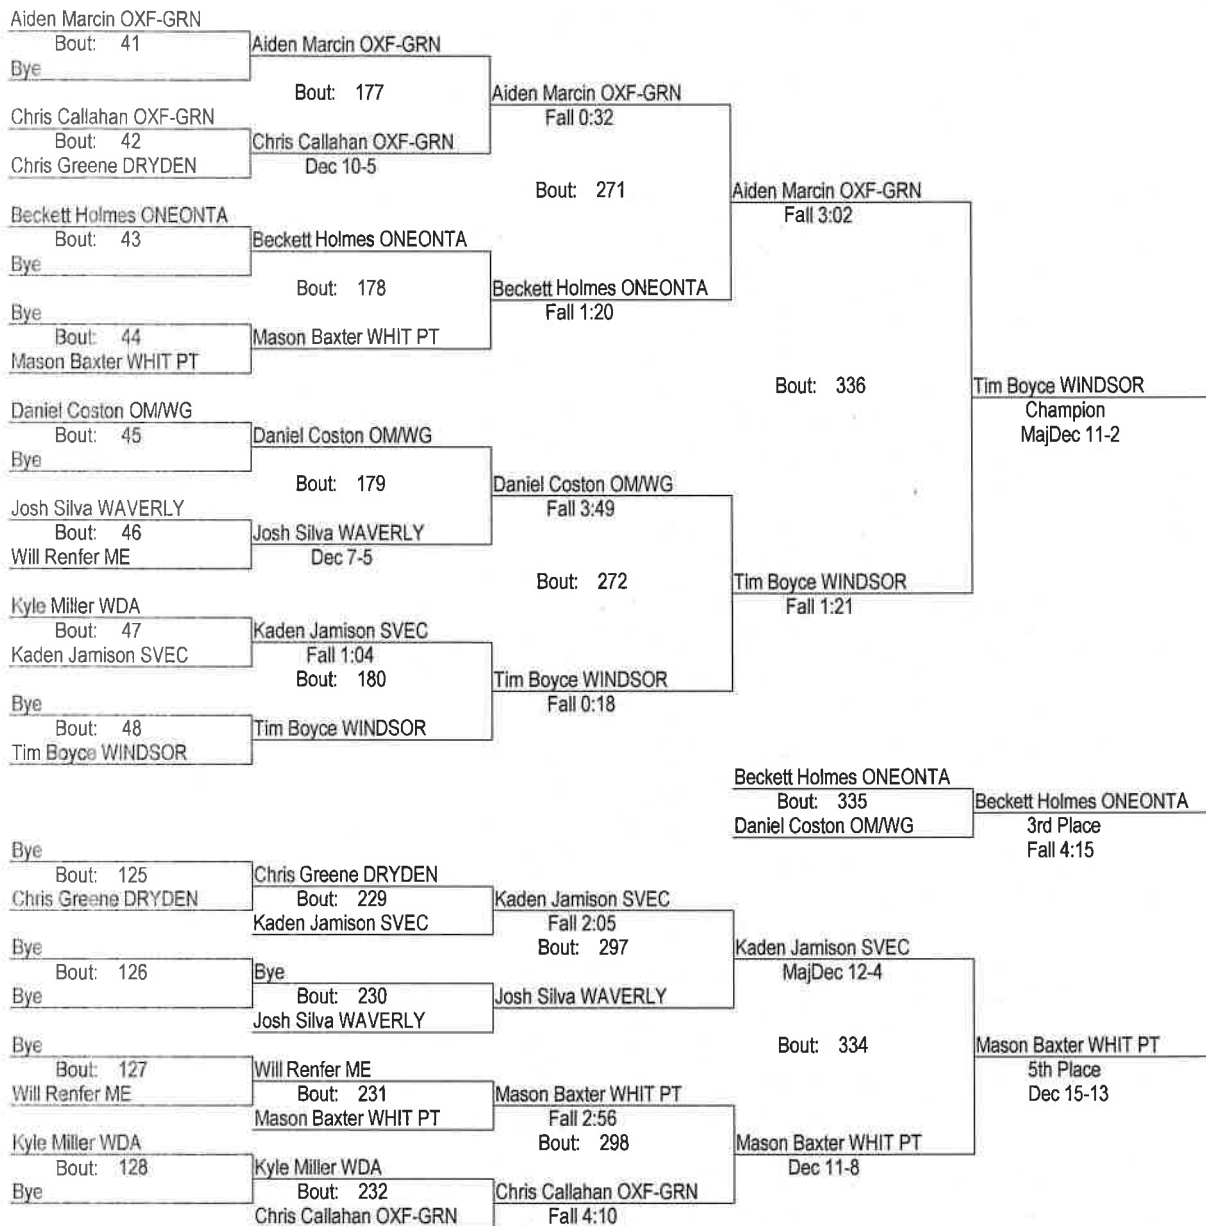 Aiden Marcin OXF-GRN
Bout: 41
Bye
Aiden Marcin OXF-GRN
Bout: 177
Chris Callahan OXF-GRN
Bout: 42
Chris Greene DRYDEN
Chris Callahan OXF-GRN
Dec 10-5
Aiden Marcin OXF-GRN
Fall 0:32
Bout: 271
Beckett Holmes ONEONTA
Bout: 43
Bye
Beckett Holmes ONEONTA
Bout: 178
Bye
Bout: 44
Mason Baxter WHIT PT
Mason Baxter WHIT PT
Beckett Holmes ONEONTA
Fall 1:20
Aiden Marcin OXF-GRN
Fall 3:02
Bout: 336
Daniel Coston OM/WG
Bout: 45
Bye
Daniel Coston OM/WG
Bout: 179
Josh Silva WAVERLY
Bout: 46
Will Renfer ME
Josh Silva WAVERLY
Dec 7-5
Daniel Coston OM/WG
Fall 3:49
Bout: 272
Kyle Miller WDA
Bout: 47
Kaden Jamison SVEC
Kaden Jamison SVEC
Fall 1:04
Bout: 180
Bye
Bout: 48
Tim Boyce WINDSOR
Tim Boyce WINDSOR
Tim Boyce WINDSOR
Fall 0:18
Tim Boyce WINDSOR
Fall 1:21
Tim Boyce WINDSOR
Champion
MajDec 11-2
Beckett Holmes ONEONTA
Bout: 335
Daniel Coston OM/WG
Beckett Holmes ONEONTA
3rd Place
Fall 4:15
Bye
Bout: 125
Chris Greene DRYDEN
Chris Greene DRYDEN
Bout: 229
Kaden Jamison SVEC
Kaden Jamison SVEC
Fall 2:05
Bout: 297
Bye
Bout: 126
Bye
Bye
Bout: 230
Josh Silva WAVERLY
Josh Silva WAVERLY
Kaden Jamison SVEC
MajDec 12-4
Bout: 334
Bye
Bout: 127
Will Renfer ME
Will Renfer ME
Bout: 231
Mason Baxter WHIT PT
Mason Baxter WHIT PT
Fall 2:56
Bout: 298
Kyle Miller WDA
Bout: 128
Bye
Kyle Miller WDA
Bout: 232
Chris Callahan OXF-GRN
Chris Callahan OXF-GRN
Fall 4:10
Mason Baxter WHIT PT
Dec 11-8
Mason Baxter WHIT PT
5th Place
Dec 15-13